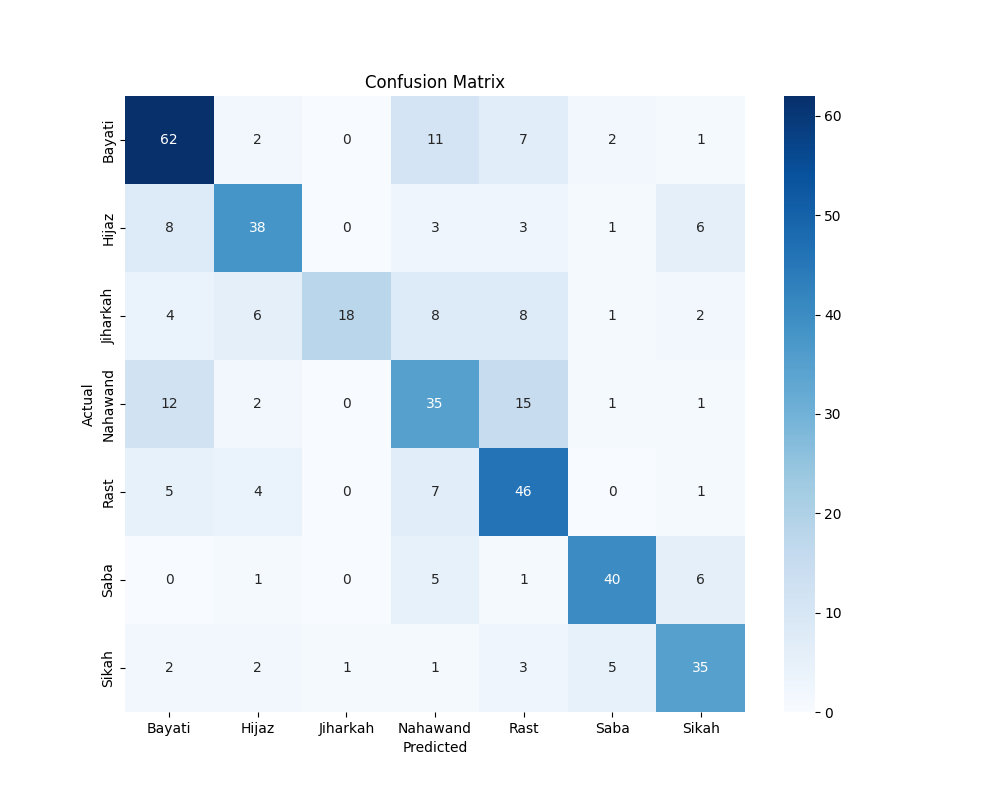 Confusion Matrix
Bayati 62 2 0 11 7 2 1
Hijaz 8 38 0 3 3 1 6
Jiharkah 4 6 18 8 8 1 2
Nahawand 12 2 0 35 15 1 1
Rast 5 4 0 7 46 0 1
Saba 0 1 0 5 1 40 6
Sikah 2 2 1 1 3 5 35
Actual
Bayati Hijaz Jiharkah Nahawand Rast Saba Sikah
Predicted
60
50
40
30
20
10
0